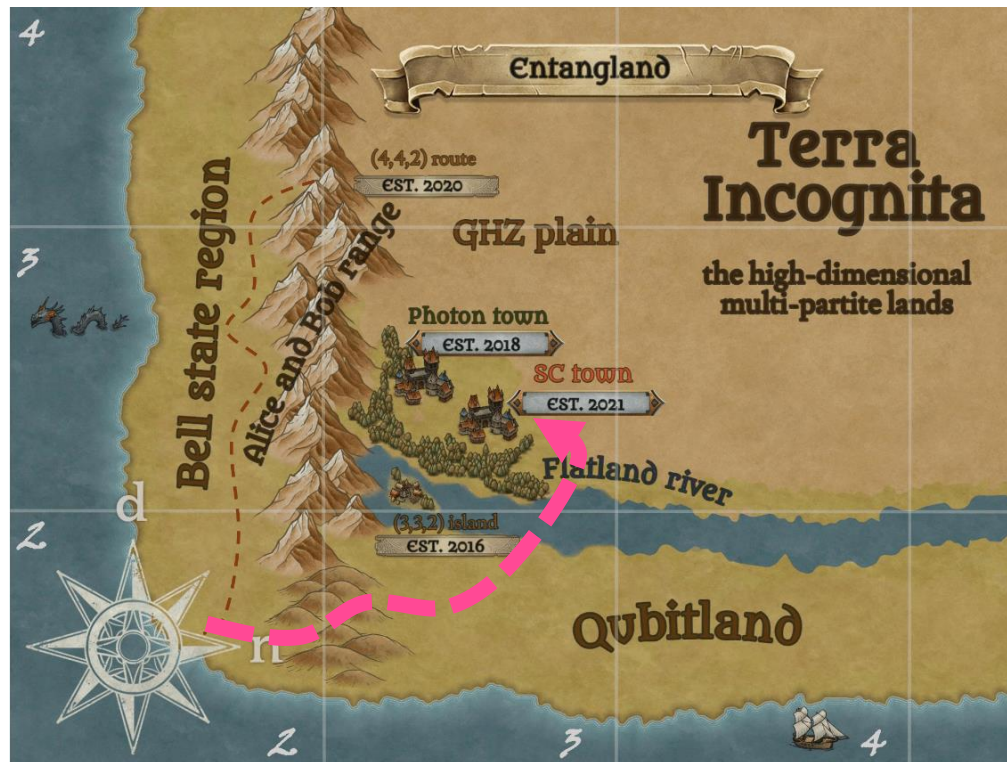 4
Entangland
Terra
Incognita
(4,4,2) route
EST. 2020
GHZ plain
3
the high-dimensional
multi-partite lands
Bell state region
Alice and Bob range
Photon town
EST. 2018
SC town
EST. 2021
Flatland river
d
2
(3,3,2) island
EST. 2016
Qubitland
n
2
3
4